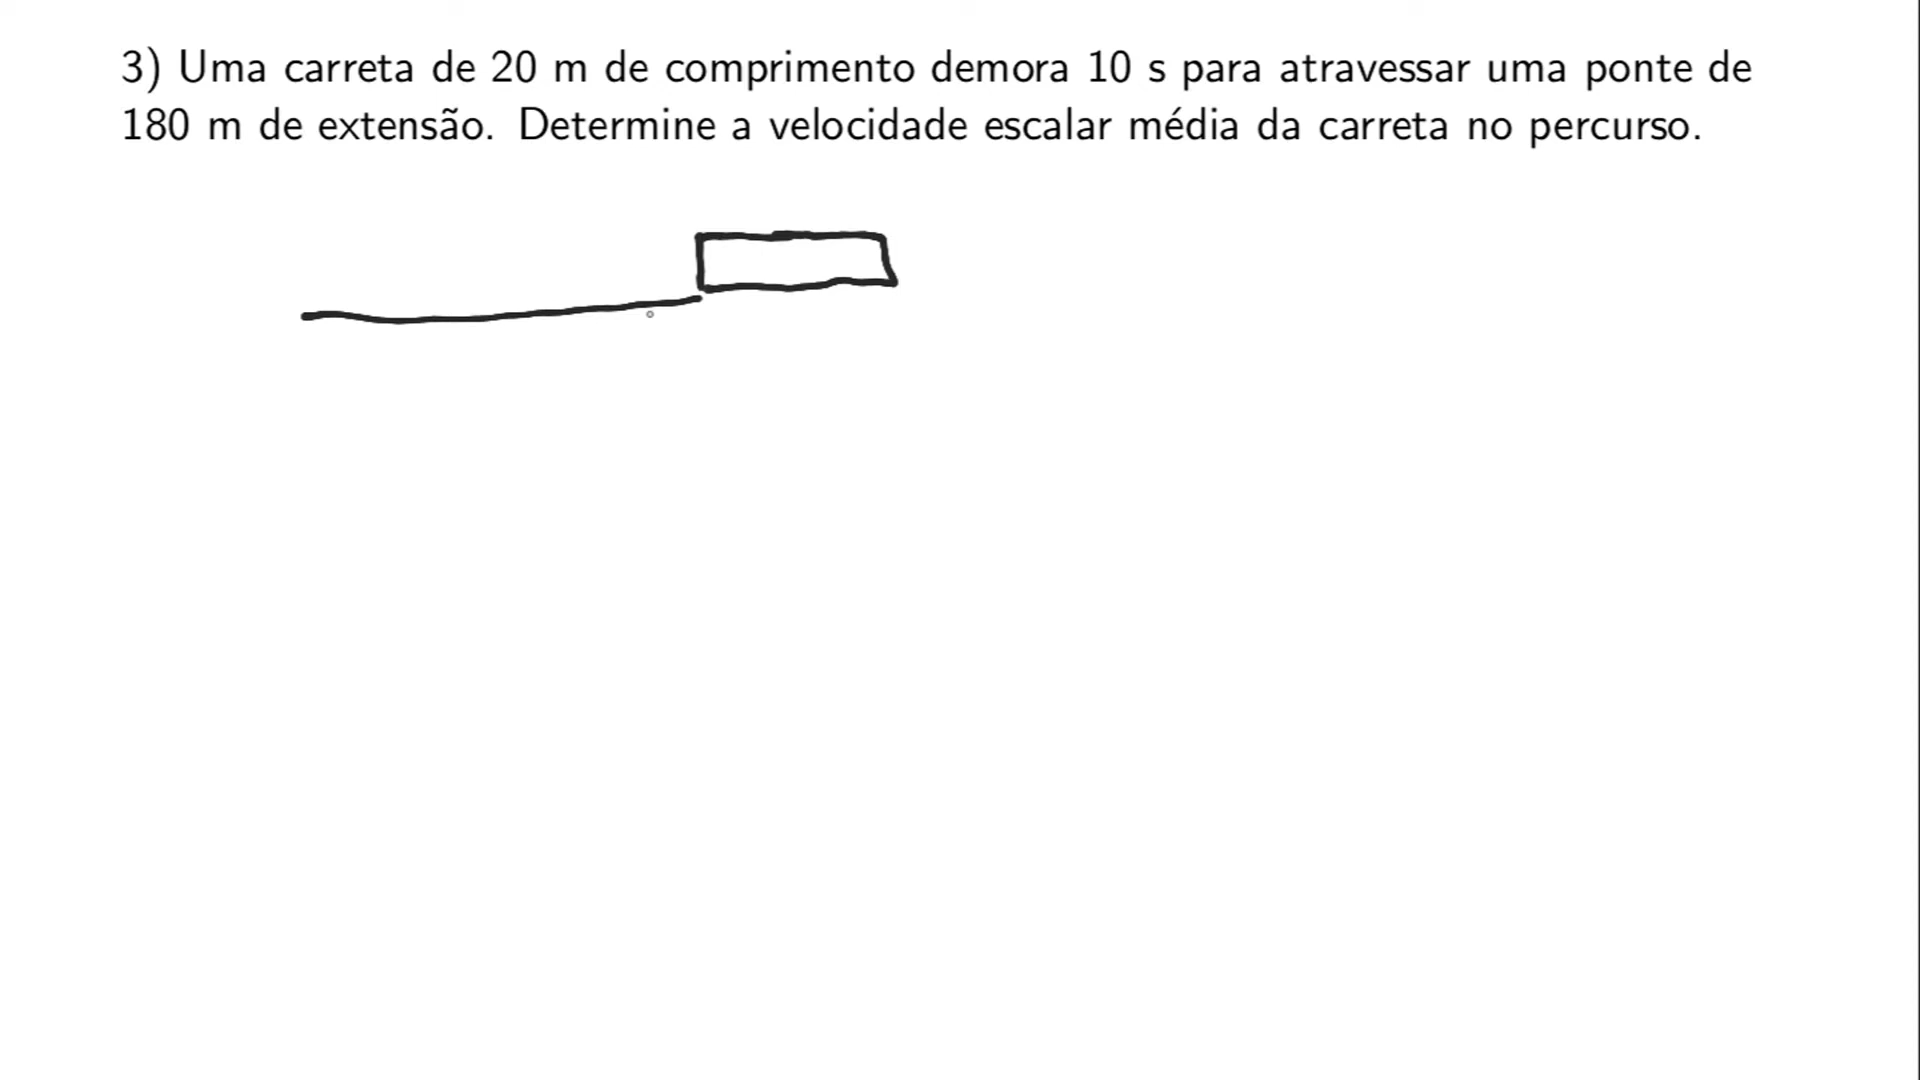 3) Uma carreta de 20 m de comprimento demora 10 s para atravessar uma ponte de
180 m de extensão. Determine a velocidade escalar média da carreta no percurso.